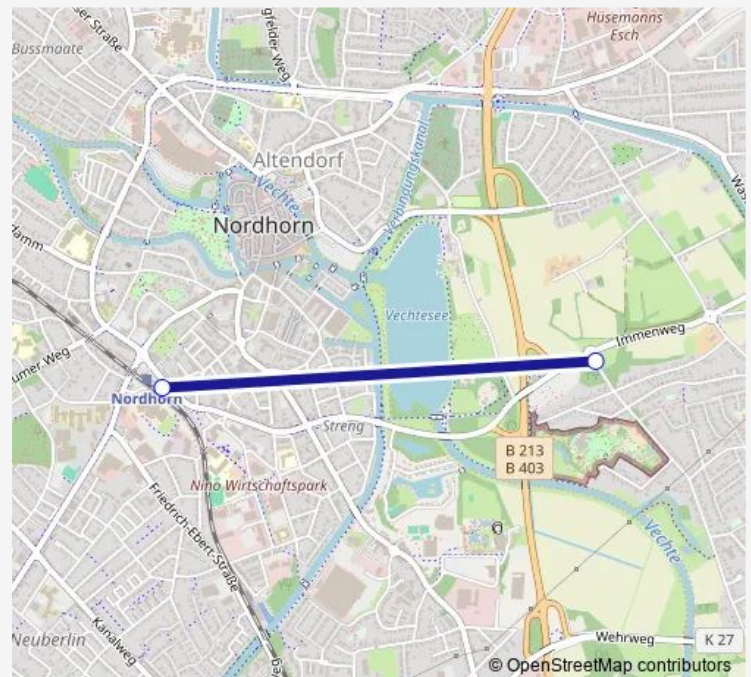 Hüsemanns
Esch
Bussmaate
Altendorf
Verbindungskanal
Vechte
Nordhorn
Vechtesee
Immenweg
Nordhorn
Streng
B 213
B 403
Nino Wirtschaftspark
Friedrich-Ebert-Straße
Vechte
Kanalweg
Neuberlin
Wehrweg
K 27
© OpenStreetMap contributors